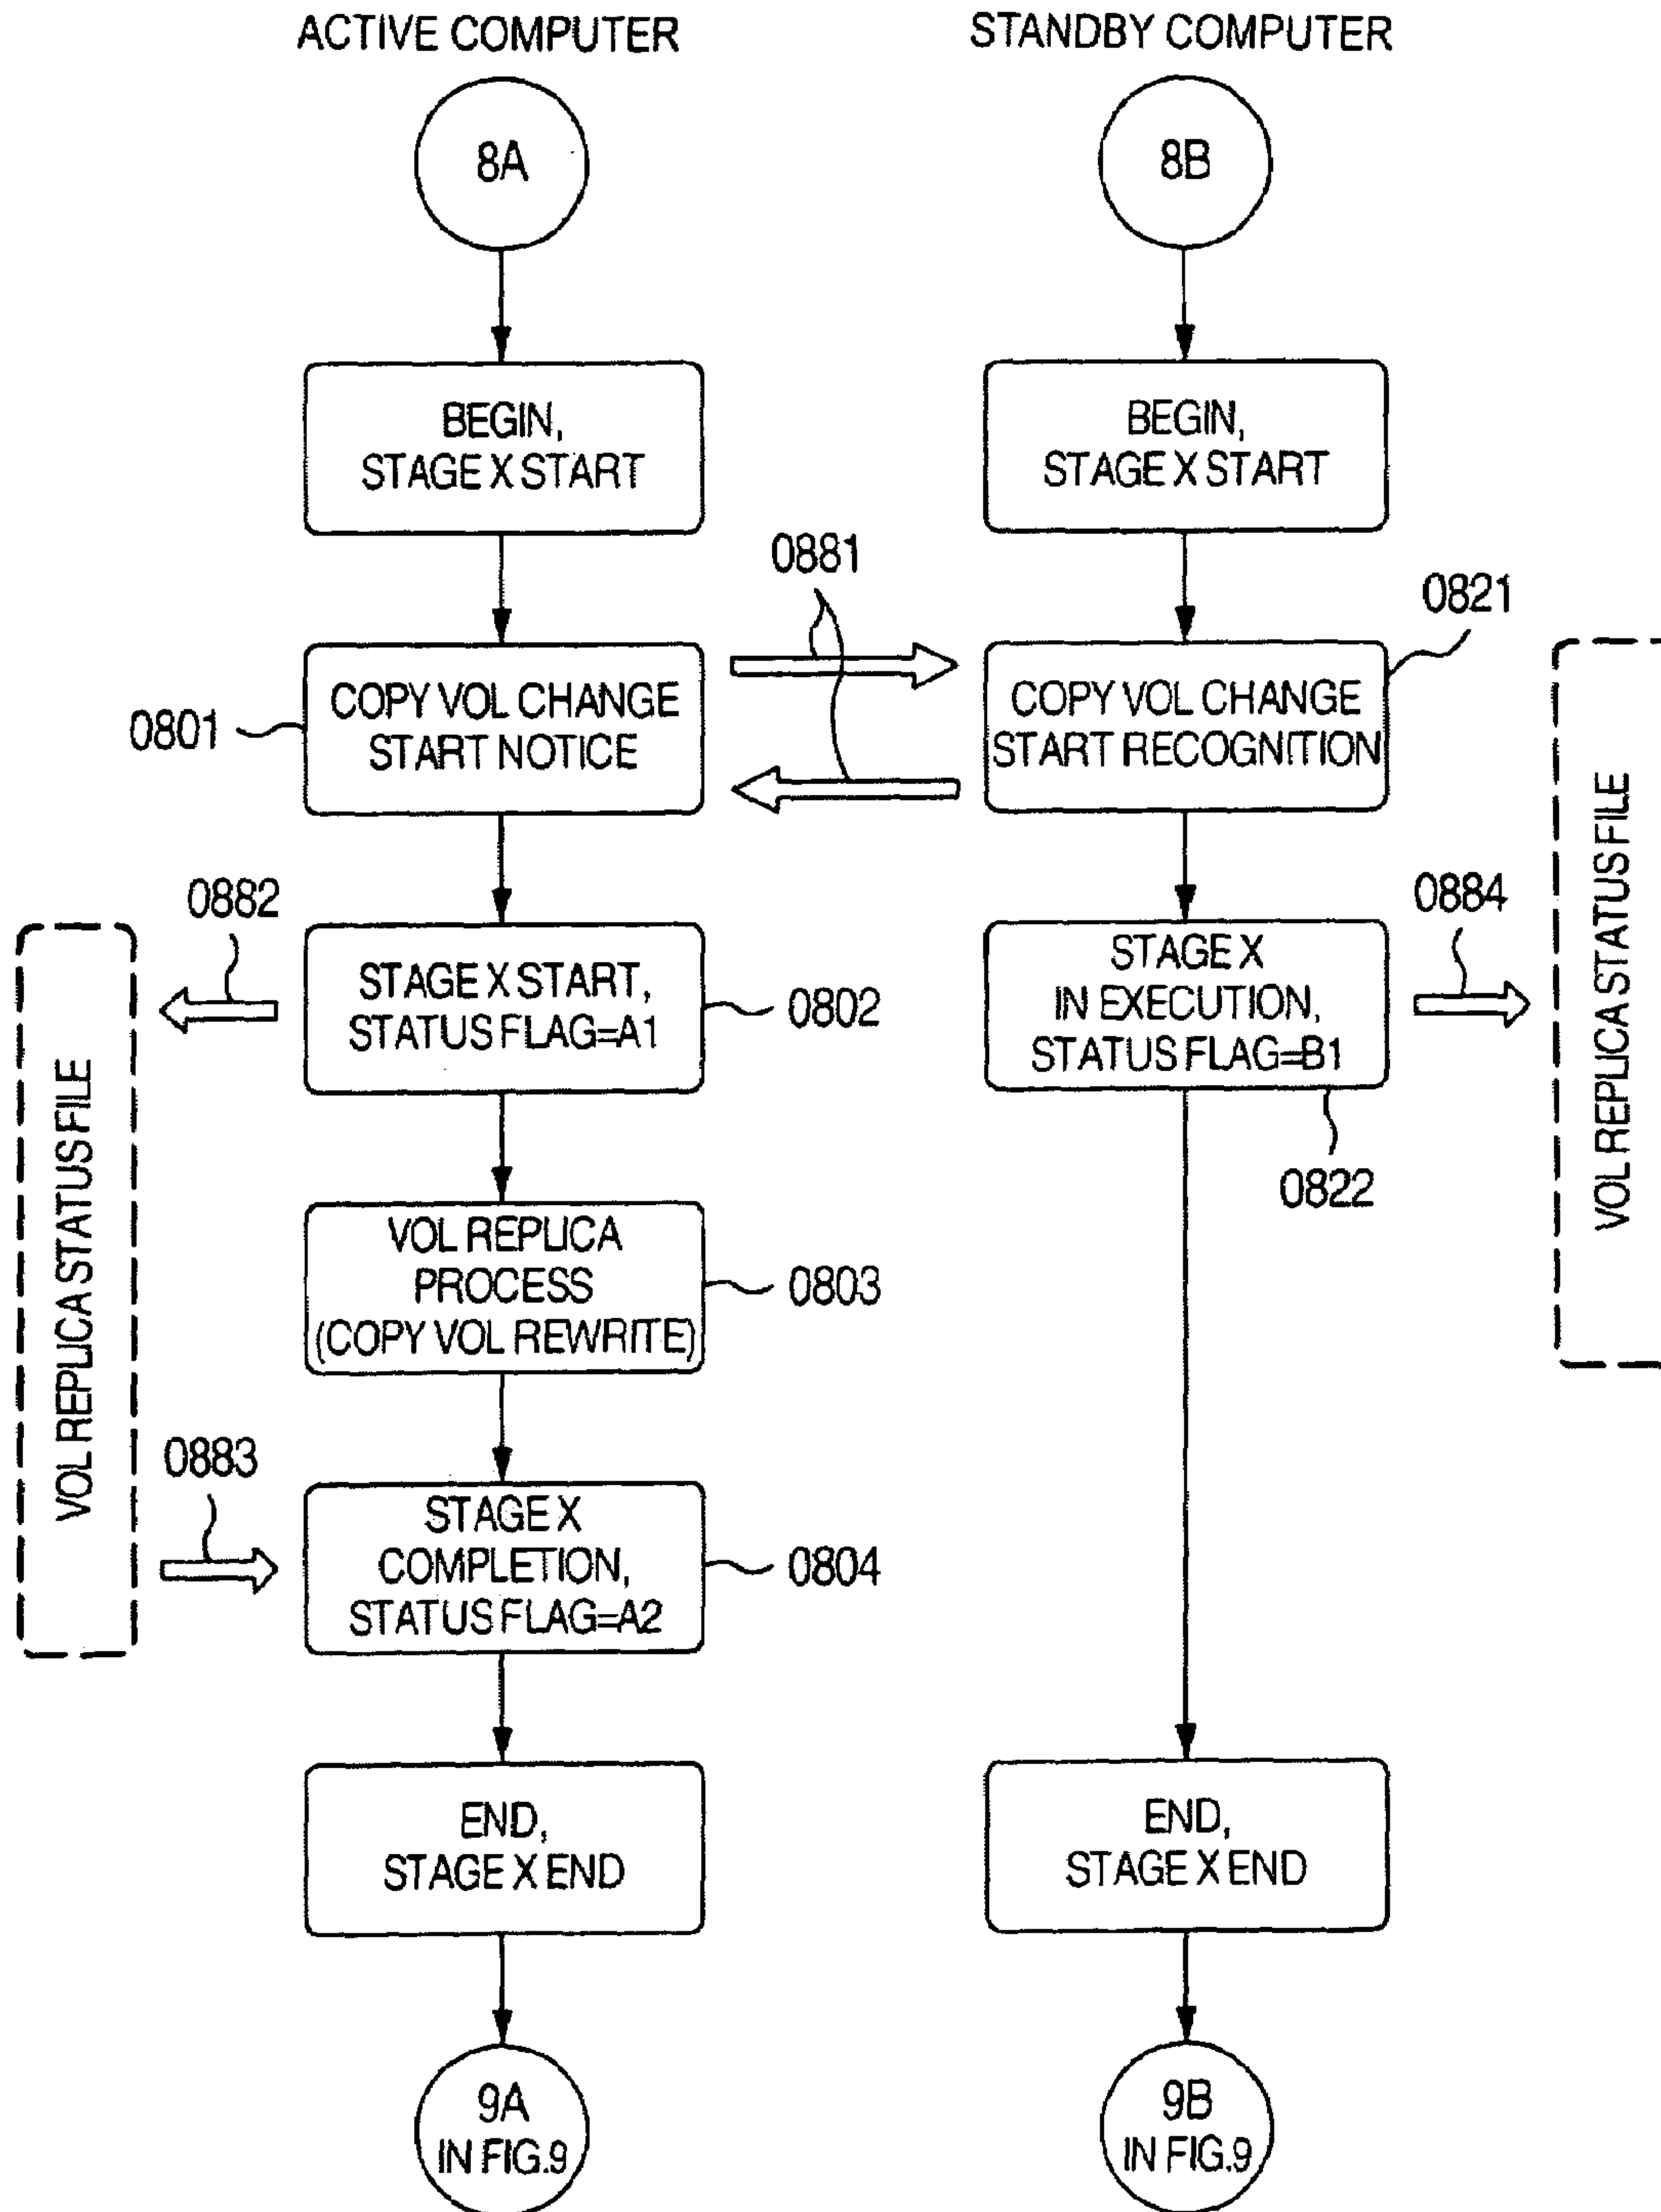 ACTIVE COMPUTER
STANDBY COMPUTER
8A
8B
BEGIN,
STAGE X START
BEGIN,
STAGE X START
0881
0821
0801
COPY VOL CHANGE
START NOTICE
COPY VOL CHANGE
START RECOGNITION
VOL REPLICA STATUS FILE
0882
STAGE X START,
STATUS FLAG=A1
0802
STAGE X
IN EXECUTION,
STATUS FLAG=B1
0884
0822
VOL REPLICA STATUS FILE
VOL REPLICA
PROCESS
(COPY VOL REWRITE)
0803
0883
STAGE X
COMPLETION,
STATUS FLAG=A2
0804
END,
STAGE X END
END,
STAGE X END
9A
IN FIG.9
9B
IN FIG.9